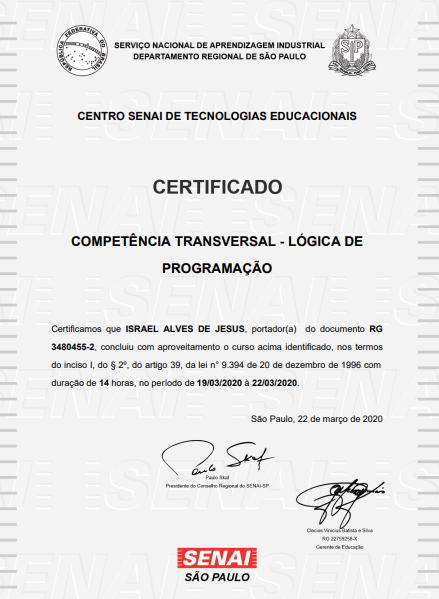 REPÚBLICA FEDERATIVA DO BRASIL
SERVIÇO NACIONAL DE APRENDIZAGEM INDUSTRIAL
DEPARTAMENTO REGIONAL DE SÃO PAULO
SP
CENTRO SENAI DE TECNOLOGIAS EDUCACIONAIS
CERTIFICADO
COMPETÊNCIA TRANSVERSAL - LÓGICA DE
PROGRAMAÇÃO
Certificamos que ISRAEL ALVES DE JESUS, portador(a) do documento RG
3480455-2, concluiu com aproveitamento o curso acima identificado, nos termos
do inciso I, do § 2º, do artigo 39, da lei n° 9.394 de 20 de dezembro de 1996 com
duração de 14 horas, no período de 19/03/2020 à 22/03/2020.
São Paulo, 22 de março de 2020
Paulo Skaf
Paulo Skaf
Presidente do Conselho Regional do SENAI-SP
Clecios Vinícius Batista e Silva
RG 22759258-X
Gerente de Educação
SENAI
SÃO PAULO